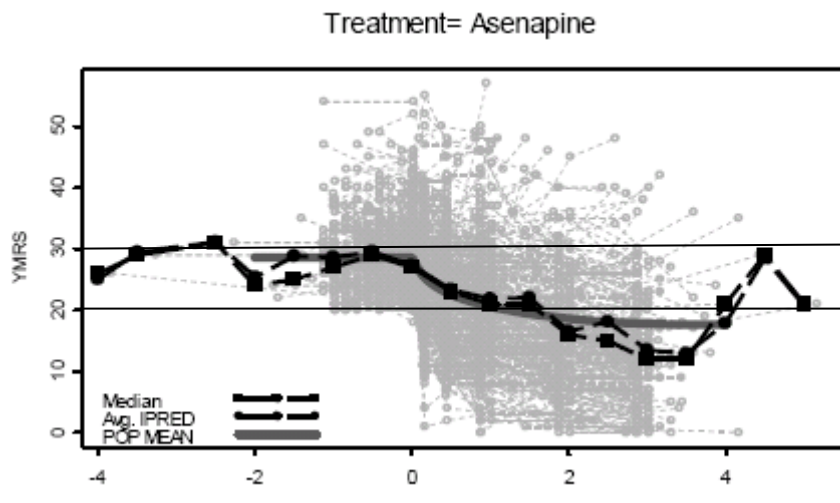 Treatment= Asenapine
YMRS
50
40
30
20
10
0
Median
Avg. IPRED
POP MEAN
-4 -2 0 2 4